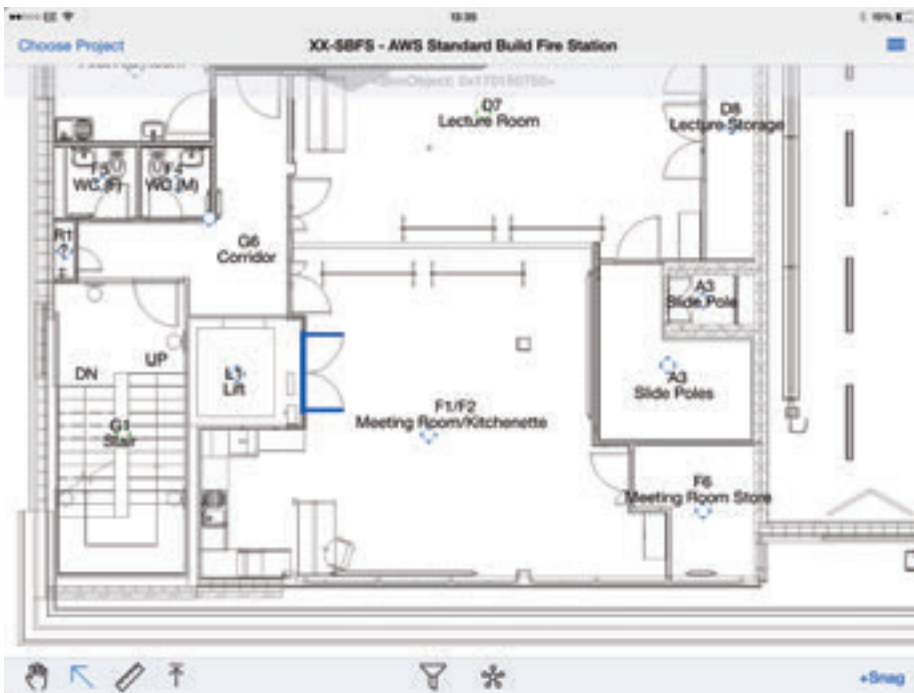 Choose Project
XX-SBFS - AWS Standard Build Fire Station
D7
Lecture Room
D8
Lecture Storage
F5
WC (F)
F4
WC (M)
R1
G6
Corridor
A3
Slide Pole
DN
UP
L1
Lift
A3
Slide Poles
F1/F2
Meeting Room/Kitchenette
G1
Stair
F6
Meeting Room Store
+Snag